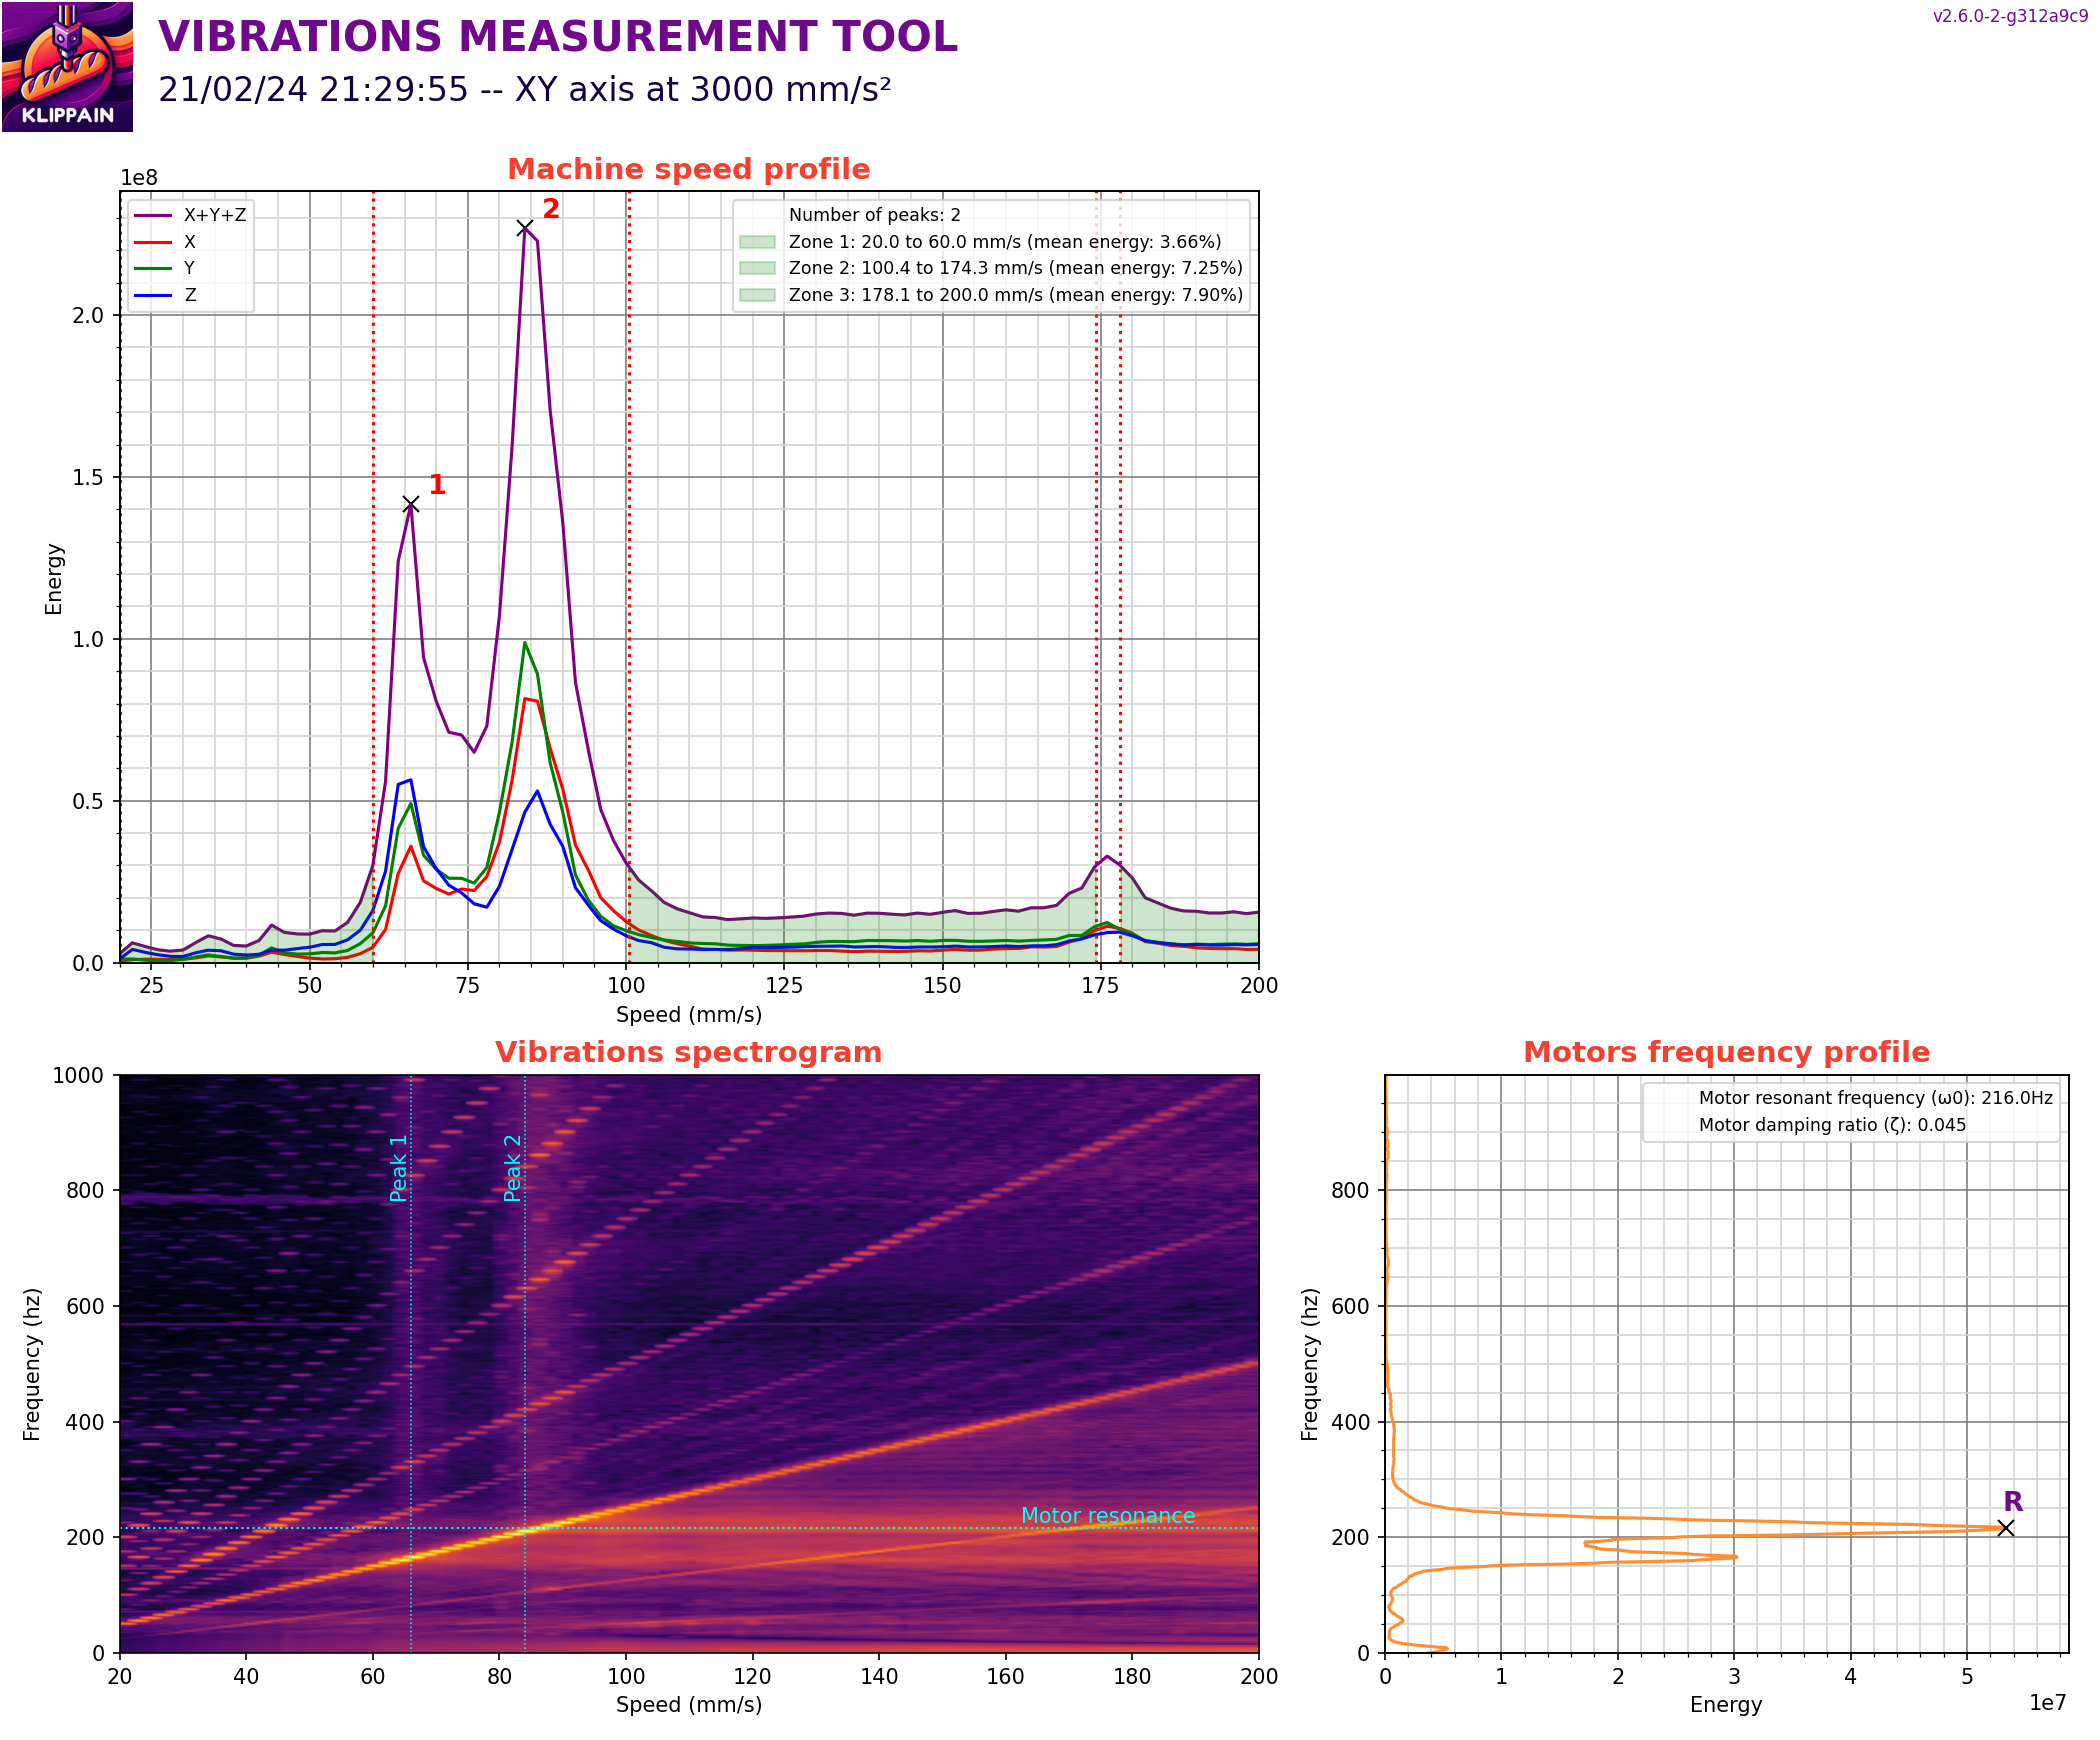 KLIPPAIN
VIBRATIONS MEASUREMENT TOOL
21/02/24 21:29:55 -- XY axis at 3000 mm/s²
v2.6.0-2-g312a9c9
Machine speed profile
1e8
X+Y+Z
X
Y
Z
Number of peaks: 2
Zone 1: 20.0 to 60.0 mm/s (mean energy: 3.66%)
Zone 2: 100.4 to 174.3 mm/s (mean energy: 7.25%)
Zone 3: 178.1 to 200.0 mm/s (mean energy: 7.90%)
2
1
2.0
1.5
1.0
0.5
0.0
Energy
25 50 75 100 125 150 175 200
Speed (mm/s)
Vibrations spectrogram
1000
800
600
400
200
0
Frequency (hz)
Peak 1
Peak 2
Motor resonance
20 40 60 80 100 120 140 160 180 200
Speed (mm/s)
Motors frequency profile
Motor resonant frequency (ω0): 216.0Hz
Motor damping ratio (ζ): 0.045
R
800
600
400
200
0
Frequency (hz)
0 1 2 3 4 5
Energy
1e7